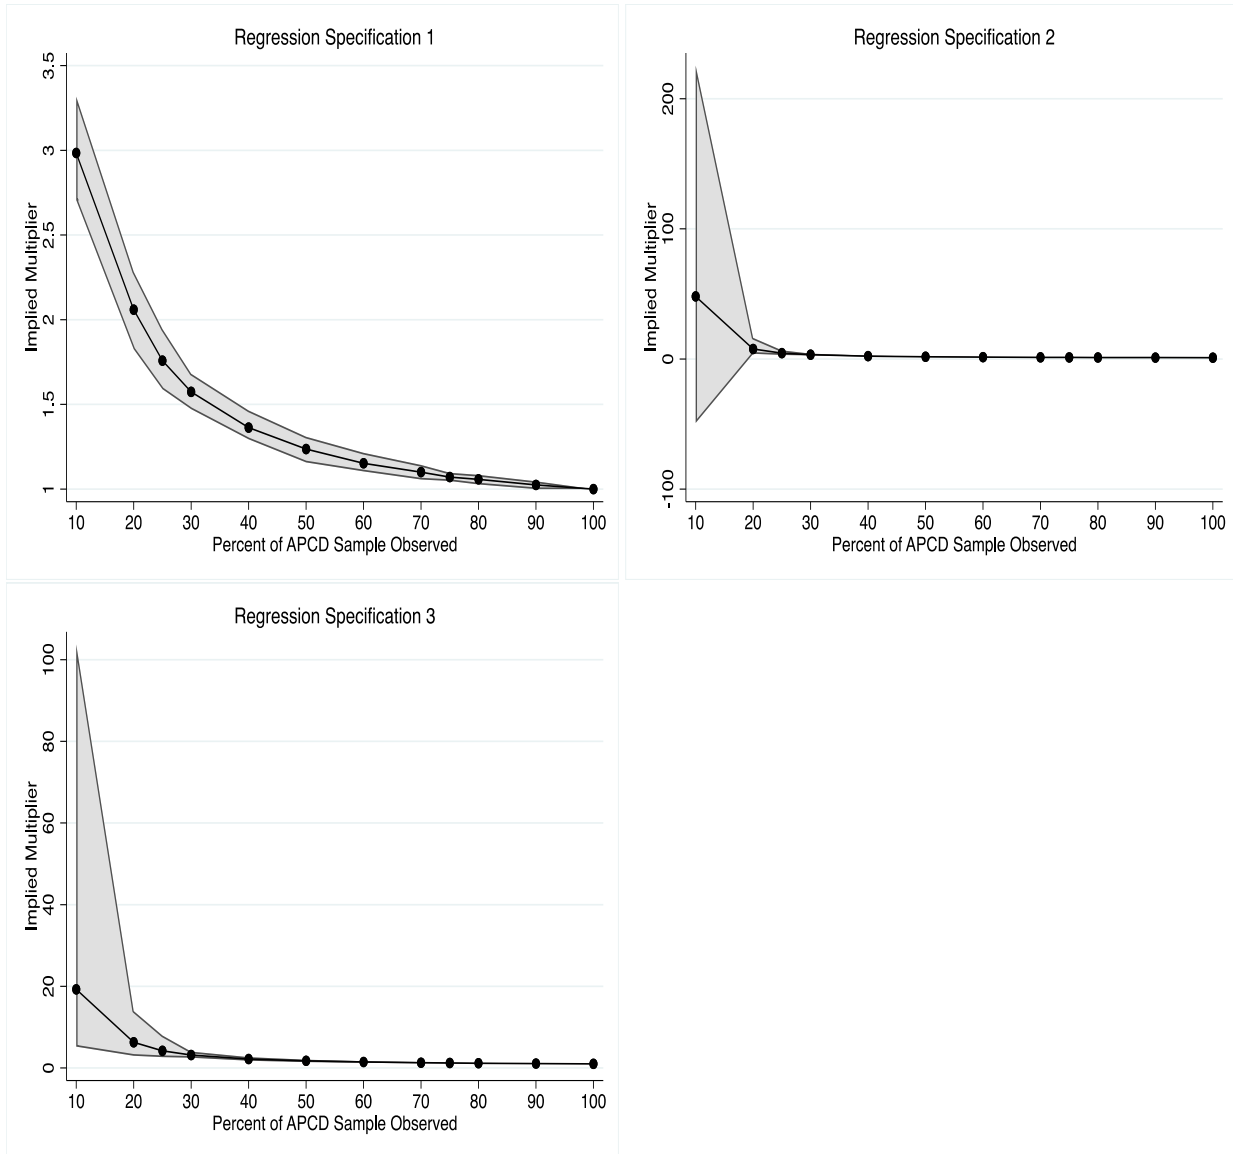 Regression Specification 1
Implied Multiplier
3.5
3
2.5
2
1.5
1
10 20 30 40 50 60 70 80 90 100
Percent of APCD Sample Observed
Regression Specification 2
Implied Multiplier
200
100
0
-100
10 20 30 40 50 60 70 80 90 100
Percent of APCD Sample Observed
Regression Specification 3
Implied Multiplier
100
80
60
40
20
0
10 20 30 40 50 60 70 80 90 100
Percent of APCD Sample Observed